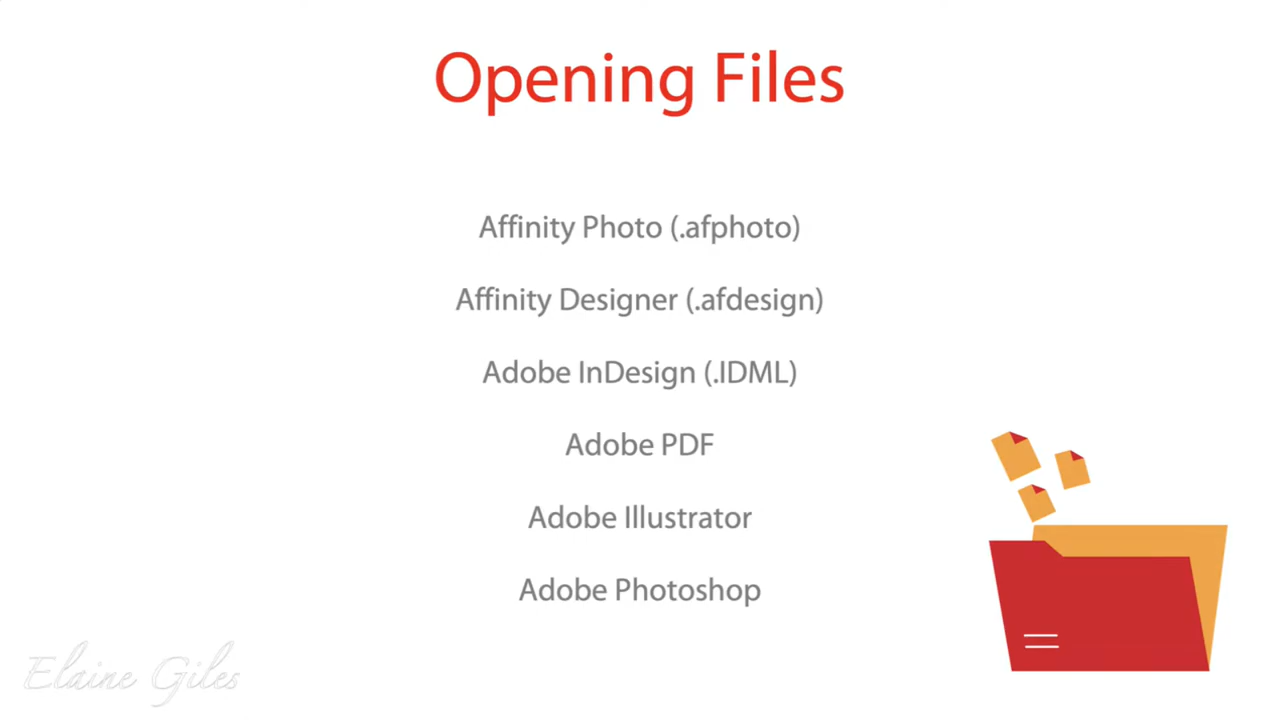 Opening Files
Affinity Photo (.afphoto)
Affinity Designer (.afdesign)
Adobe InDesign (.IDML)
Adobe PDF
Adobe Illustrator
Adobe Photoshop
Elaine Giles